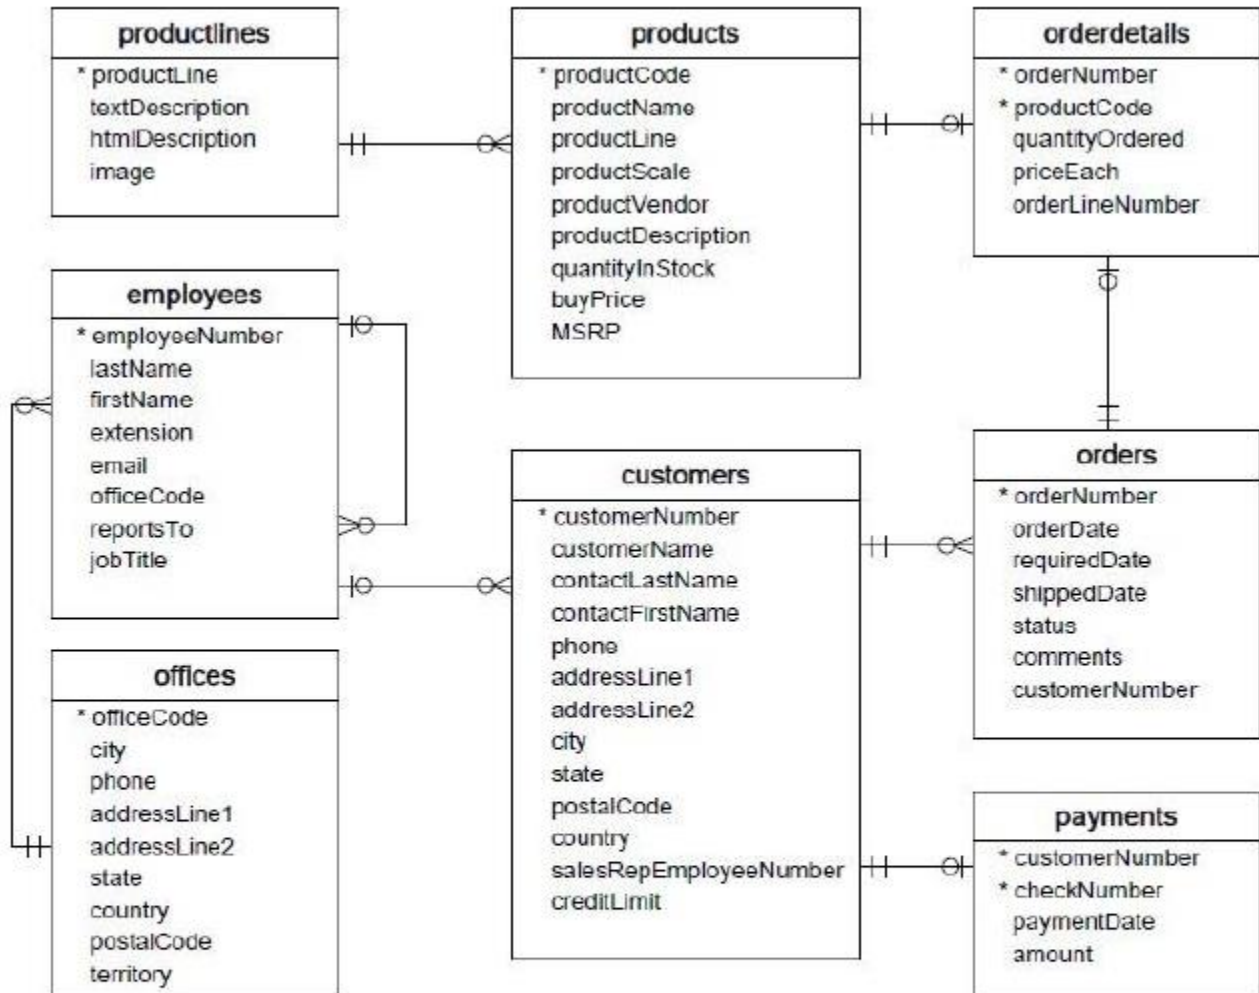 productlines
* productLine
textDescription
htmlDescription
image
products
* productCode
productName
productLine
productScale
productVendor
productDescription
quantityInStock
buyPrice
MSRP
orderdetails
* orderNumber
* productCode
quantityOrdered
priceEach
orderLineNumber
employees
* employeeNumber
lastName
firstName
extension
email
officeCode
reportsTo
jobTitle
customers
* customerNumber
customerName
contactLastName
contactFirstName
phone
addressLine1
addressLine2
city
state
postalCode
country
salesRepEmployeeNumber
creditLimit
orders
* orderNumber
orderDate
requiredDate
shippedDate
status
comments
customerNumber
offices
* officeCode
city
phone
addressLine1
addressLine2
state
country
postalCode
territory
payments
* customerNumber
* checkNumber
paymentDate
amount